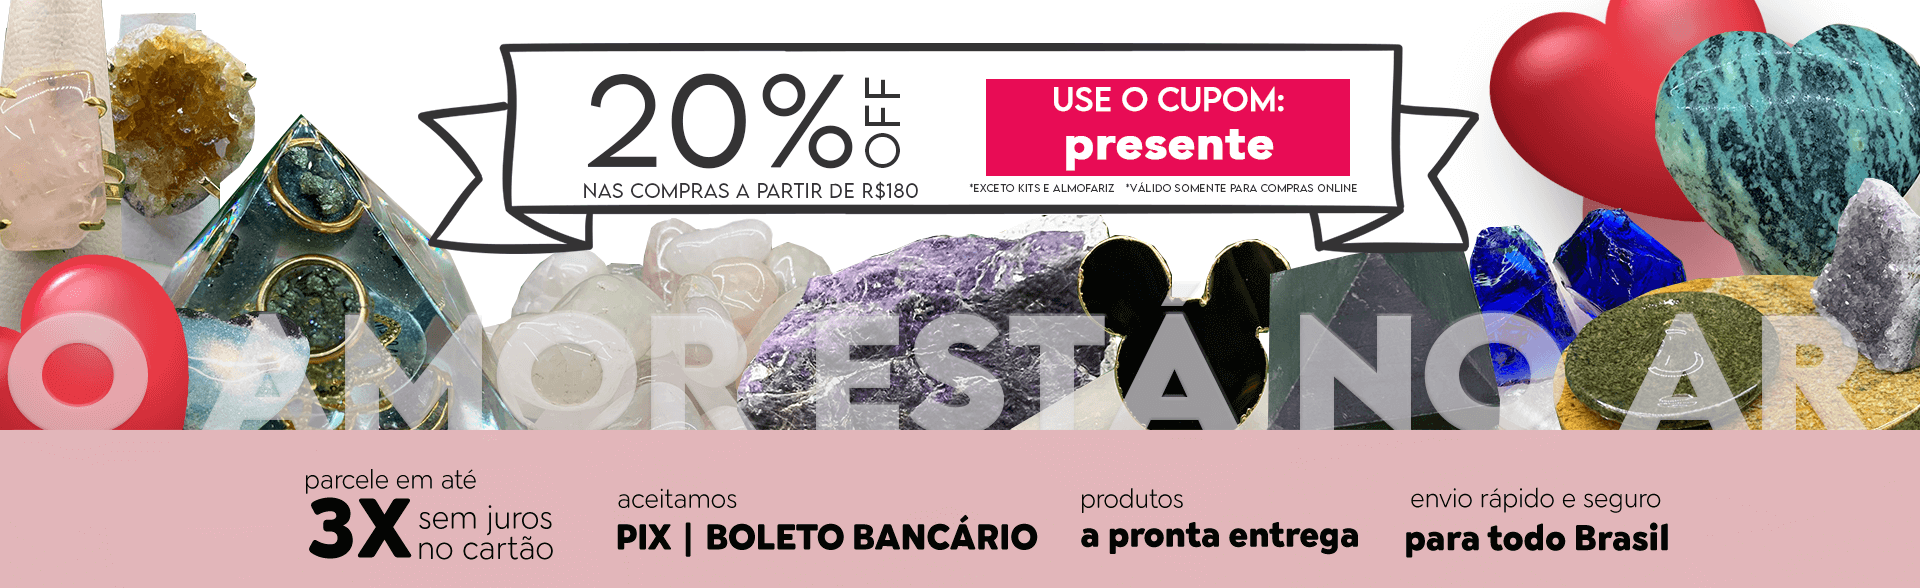 20% OFF
NAS COMPRAS A PARTIR DE R$180
USE O CUPOM:
presente
*EXCETO KITS E ALMOFARIZ *VÁLIDO SOMENTE PARA COMPRAS ONLINE
O AMOR ESTÁ NO AR
parcele em até
3X sem juros
no cartão
aceitamos
PIX | BOLETO BANCÁRIO
produtos
a pronta entrega
envio rápido e seguro
para todo Brasil